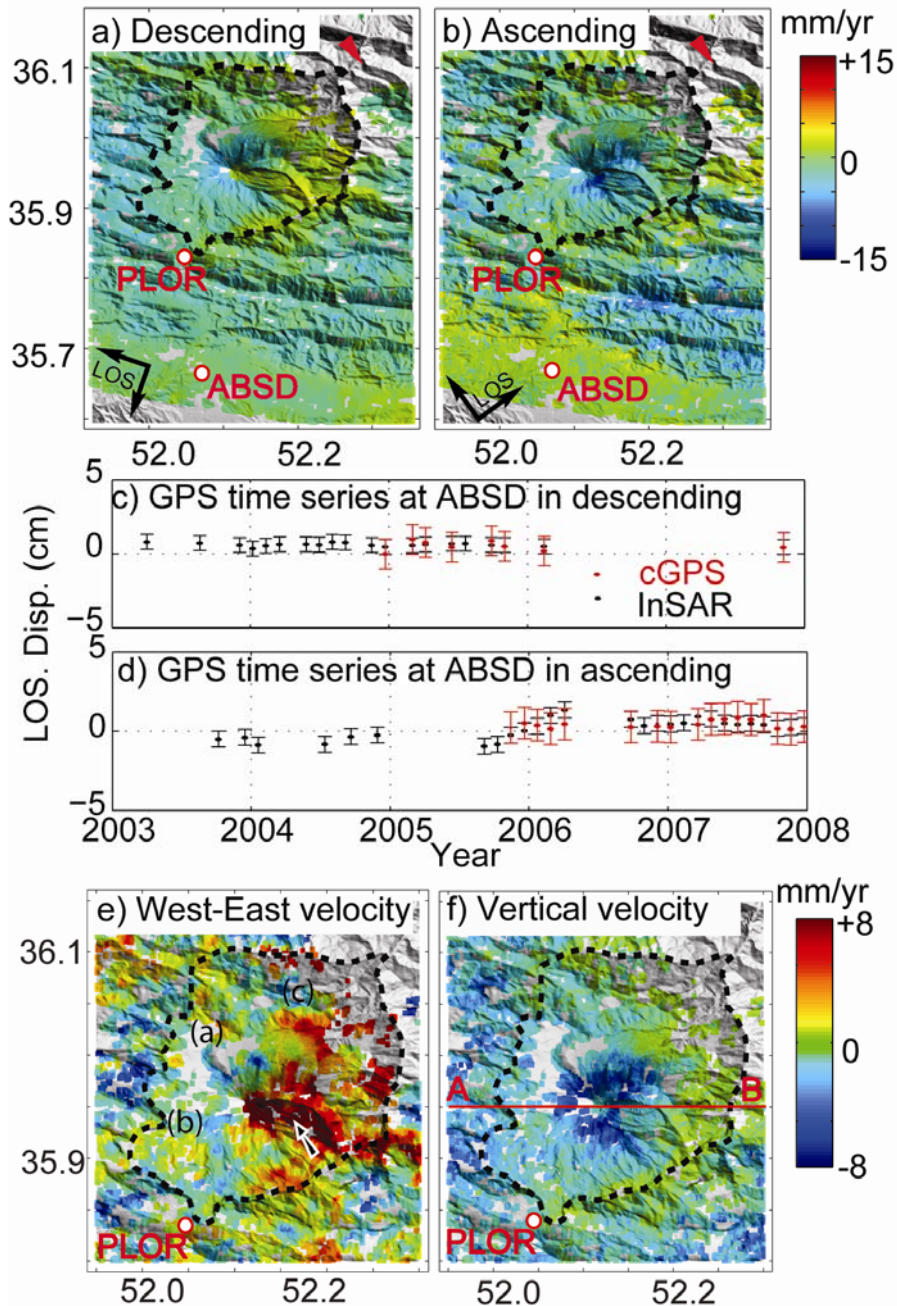 a) Descending
b) Ascending
mm/yr
+15
0
-15
36.1
35.9
35.7
PLOR
ABSD
LOS
PLOR
ABSD
LOS
52.0
52.2
52.0
52.2
c) GPS time series at ABSD in descending
5
0
−5
cGPS
InSAR
LOS. Disp. (cm)
d) GPS time series at ABSD in ascending
5
0
−5
2003
2004
2005
2006
2007
2008
Year
e) West-East velocity
f) Vertical velocity
mm/yr
+8
0
-8
36.1
35.9
(c)
(a)
(b)
A
B
PLOR
PLOR
52.0
52.2
52.0
52.2